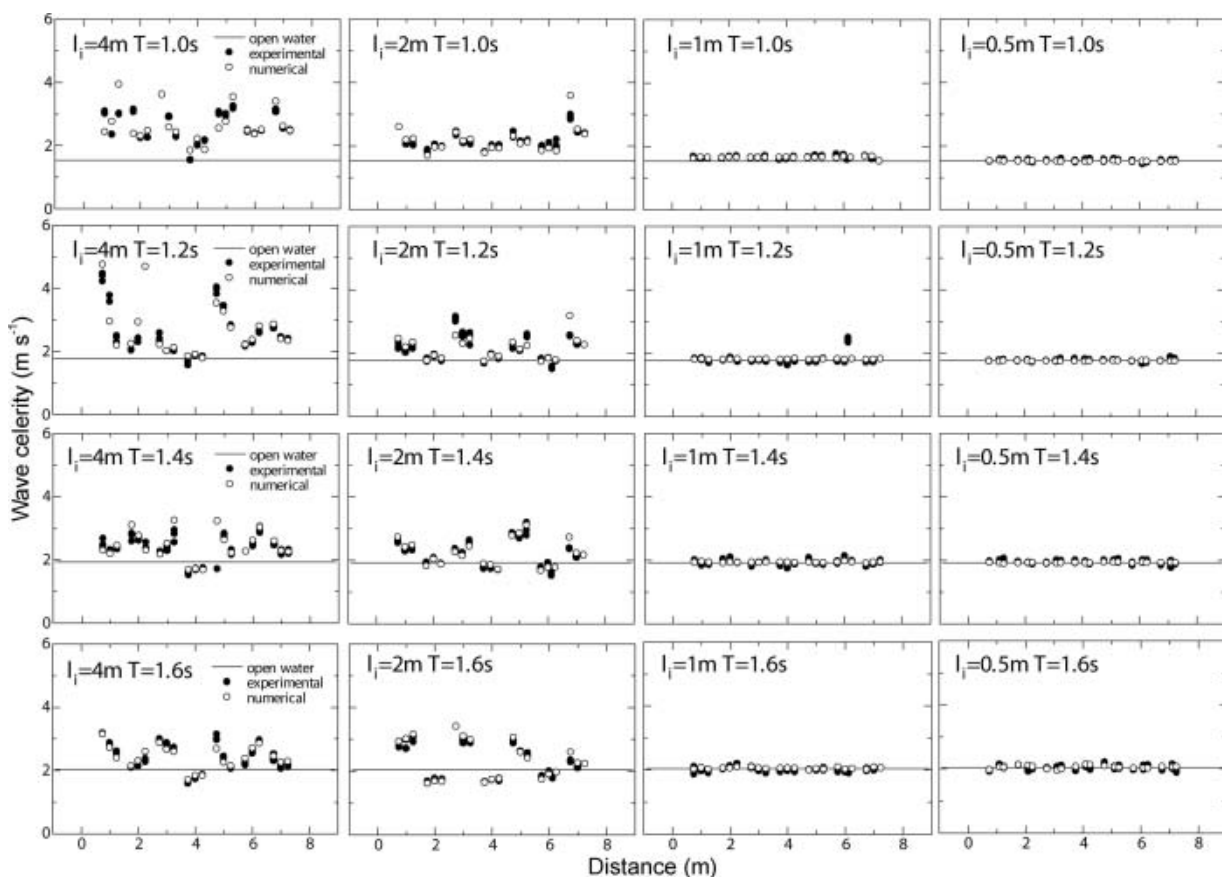 6
4
2
0
l_i=4m T=1.0s
open water
experimental
numerical
l_i=2m T=1.0s
l_i=1m T=1.0s
l_i=0.5m T=1.0s
6
4
2
0
l_i=4m T=1.2s
open water
experimental
numerical
l_i=2m T=1.2s
l_i=1m T=1.2s
l_i=0.5m T=1.2s
6
4
2
0
l_i=4m T=1.4s
open water
experimental
numerical
l_i=2m T=1.4s
l_i=1m T=1.4s
l_i=0.5m T=1.4s
6
4
2
0
l_i=4m T=1.6s
open water
experimental
numerical
l_i=2m T=1.6s
l_i=1m T=1.6s
l_i=0.5m T=1.6s
0 2 4 6 8 0 2 4 6 8 0 2 4 6 8 0 2 4 6 8
Wave celerity (m s⁻¹)
Distance (m)